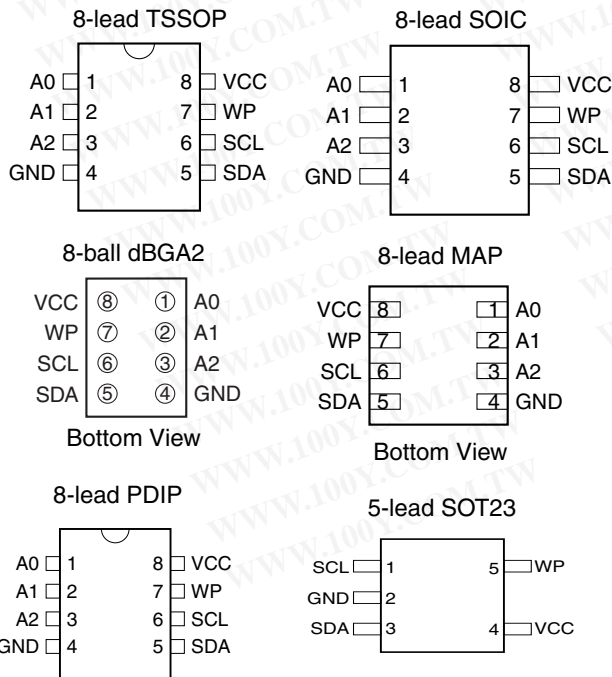 8-lead TSSOP
A0 1 8 VCC
A1 2 7 WP
A2 3 6 SCL
GND 4 5 SDA
8-lead SOIC
A0 1 8 VCC
A1 2 7 WP
A2 3 6 SCL
GND 4 5 SDA
8-ball dBGA2
VCC 8 1 A0
WP 7 2 A1
SCL 6 3 A2
SDA 5 4 GND
Bottom View
8-lead MAP
VCC 8 1 A0
WP 7 2 A1
SCL 6 3 A2
SDA 5 4 GND
Bottom View
8-lead PDIP
A0 1 8 VCC
A1 2 7 WP
A2 3 6 SCL
GND 4 5 SDA
5-lead SOT23
SCL 1 5 WP
GND 2
SDA 3 4 VCC
WWW.100Y.COM.TW